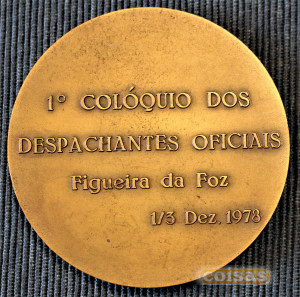 1º COLÓQUIO DOS
DESPACHANTES OFICIAIS
Figueira da Foz
1/3 Dez, 1978
coisas